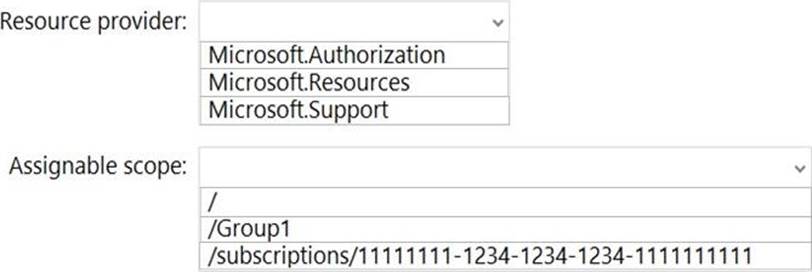 Resource provider:
Microsoft.Authorization
Microsoft.Resources
Microsoft.Support
Assignable scope:
/
/Group1
/subscriptions/11111111-1234-1234-1234-1111111111